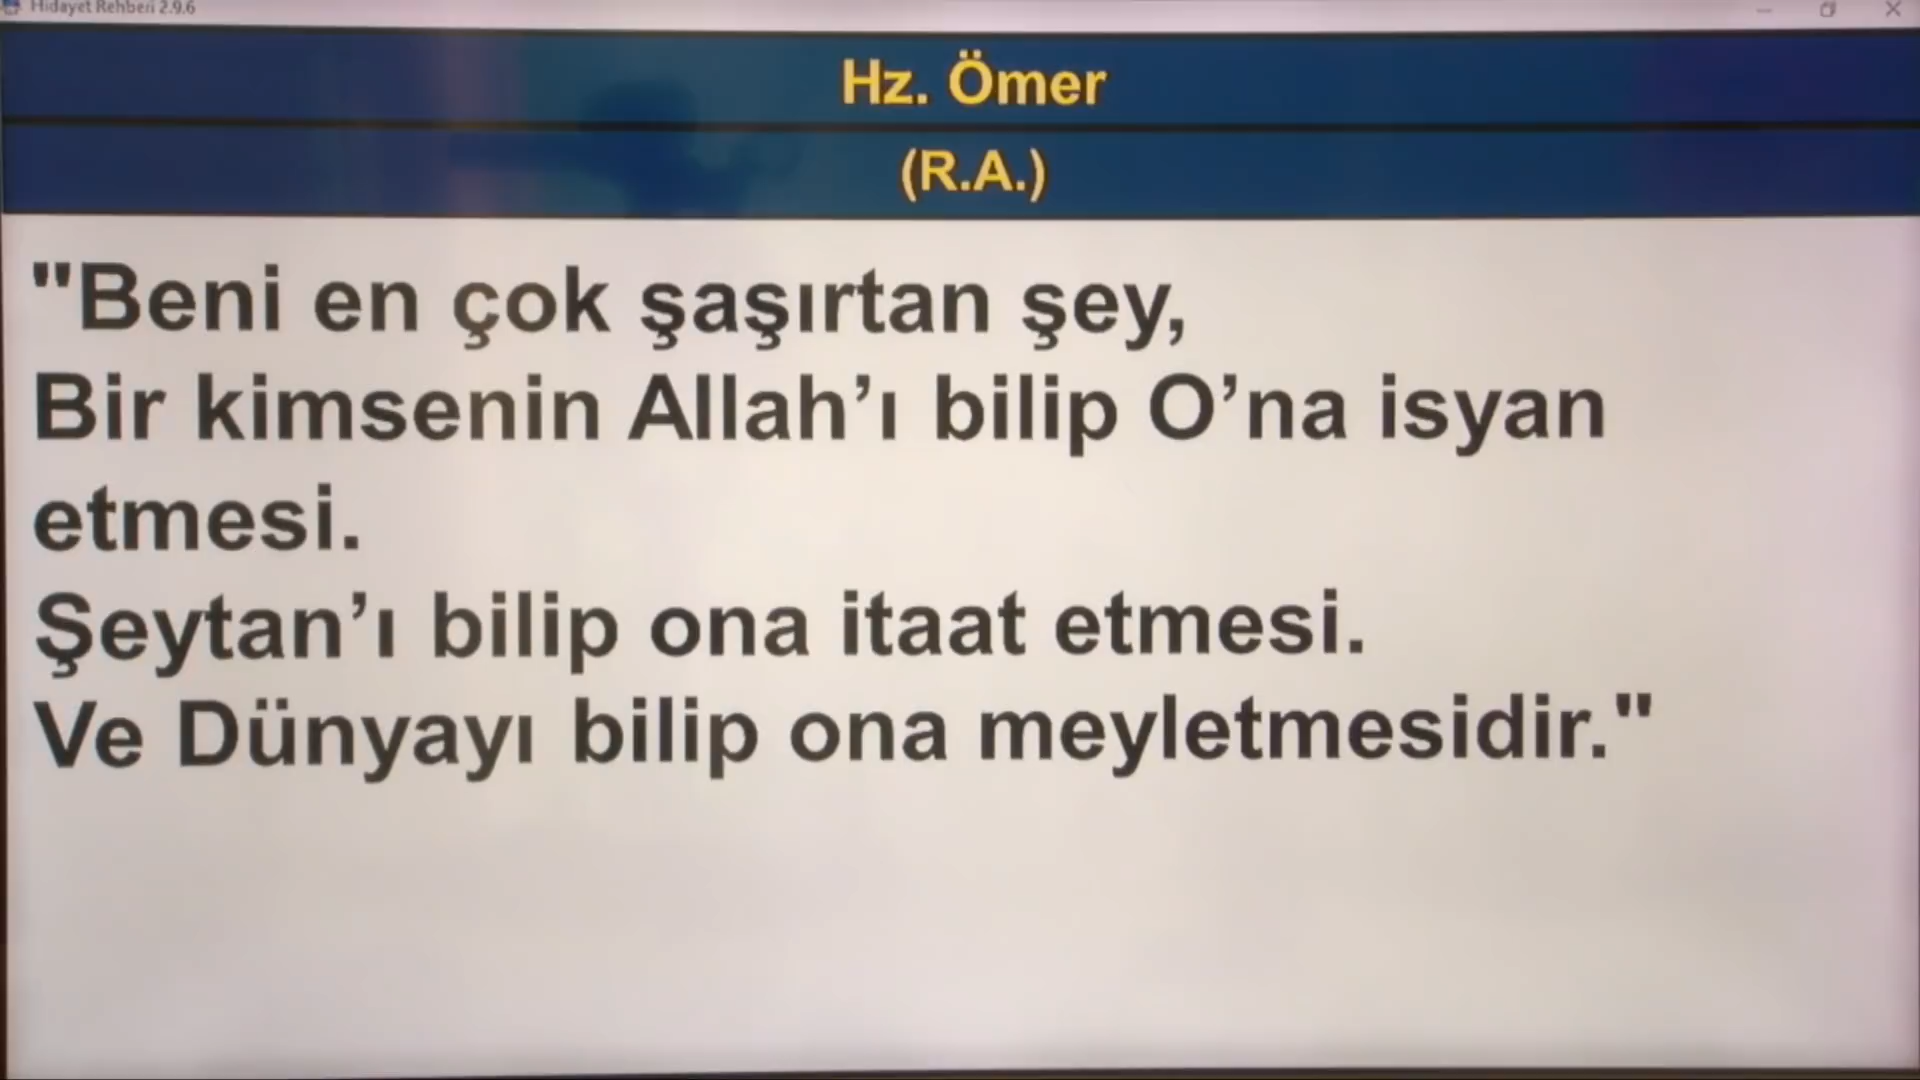 Hidayet Rehberi 2.9.6
Hz. Ömer
(R.A.)
"Beni en çok şaşırtan şey,
Bir kimsenin Allah’ı bilip O’na isyan
etmesi.
Şeytan’ı bilip ona itaat etmesi.
Ve Dünyayı bilip ona meyletmesidir."